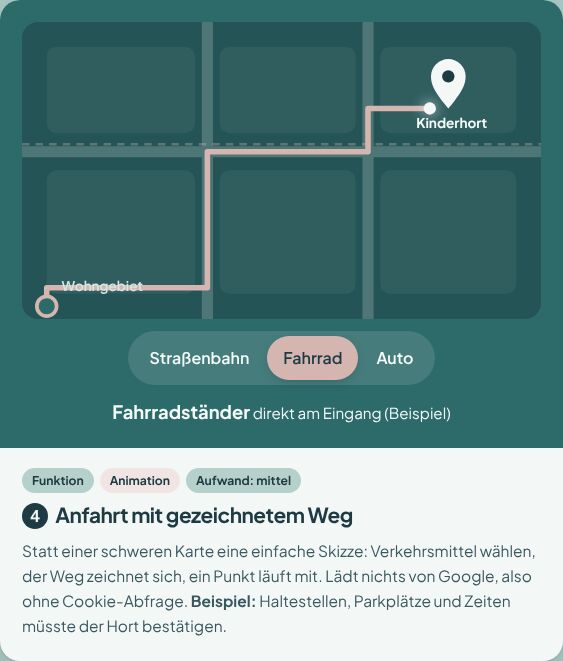 Kinderhort
Wohngebiet
Straßenbahn
Fahrrad
Auto
Fahrradständer direkt am Eingang (Beispiel)
Funktion
Animation
Aufwand: mittel
4 Anfahrt mit gezeichnetem Weg
Statt einer schweren Karte eine einfache Skizze: Verkehrsmittel wählen,
der Weg zeichnet sich, ein Punkt läuft mit. Lädt nichts von Google, also
ohne Cookie-Abfrage. Beispiel: Haltestellen, Parkplätze und Zeiten
müsste der Hort bestätigen.